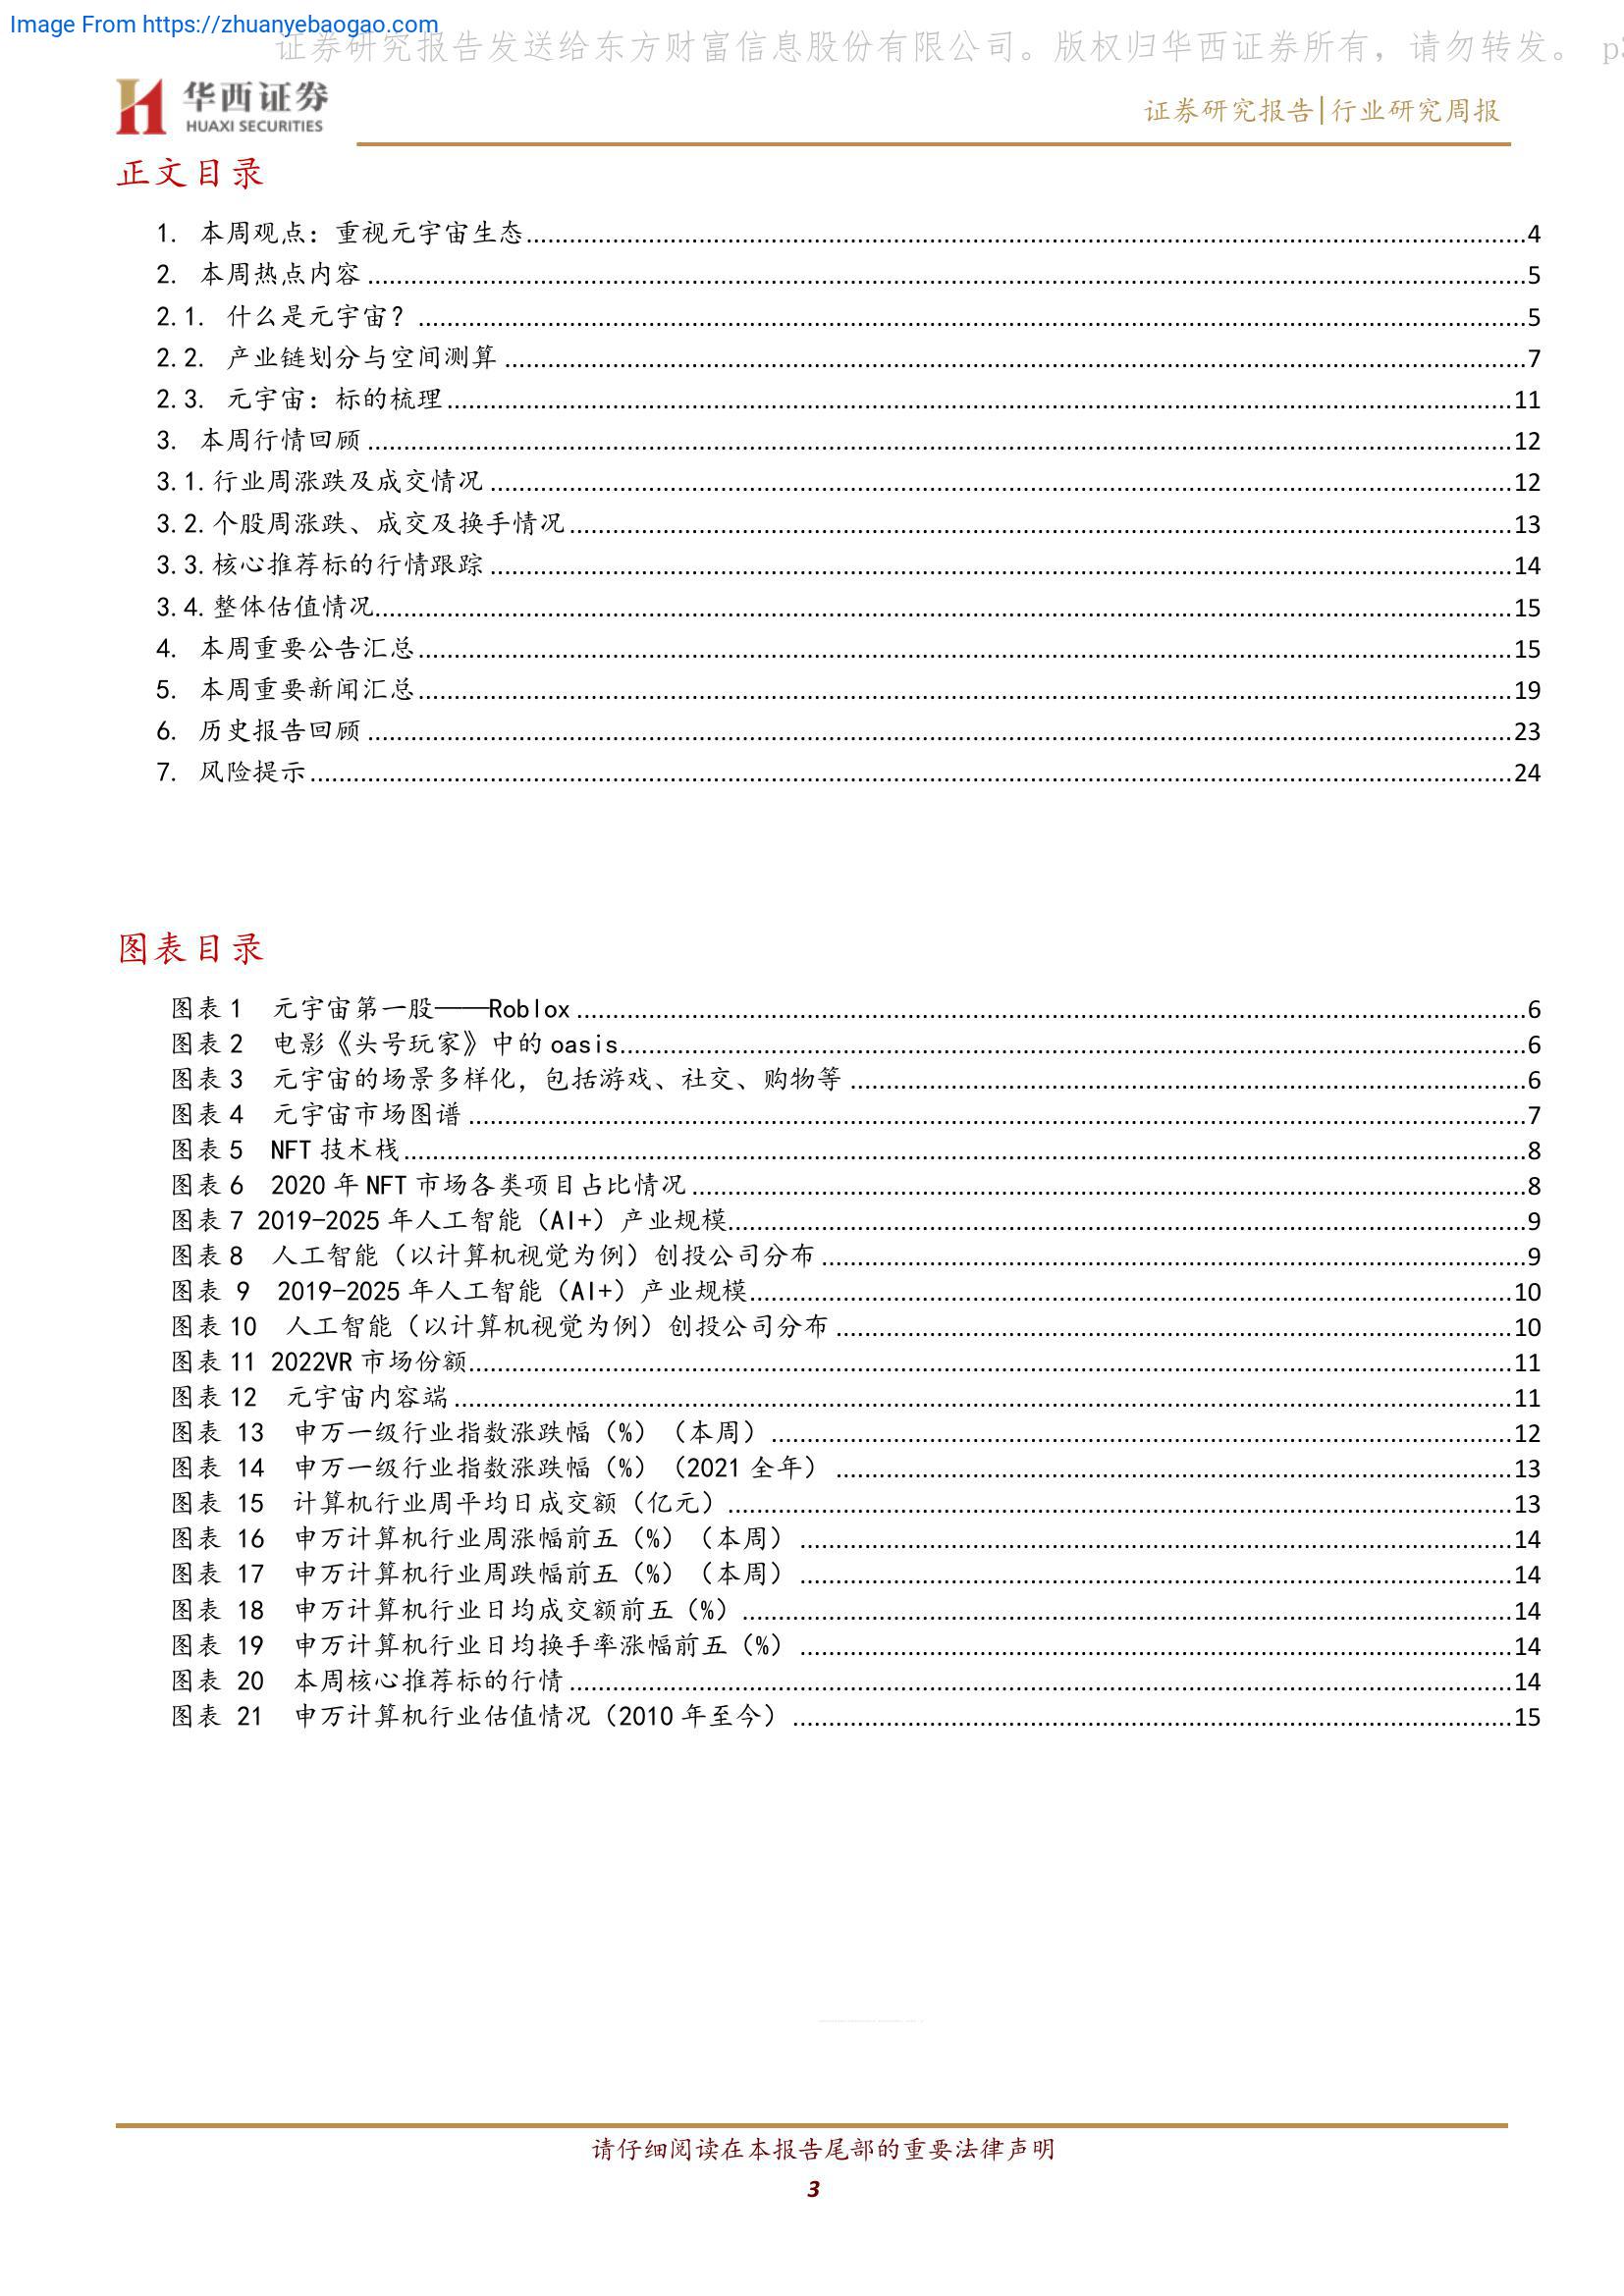 Image From https://zhuanyebaogao.com
证券研究报告发送给东方财富信息股份有限公司。版权归华西证券所有，请勿转发。 p3
华西证券
HUAXI SECURITIES
证券研究报告|行业研究周报
正文目录
1. 本周观点：重视元宇宙生态....................4
2. 本周热点内容....................5
2.1. 什么是元宇宙？....................5
2.2. 产业链划分与空间测算....................7
2.3. 元宇宙：标的梳理....................11
3. 本周行情回顾....................12
3.1.行业周涨跌及成交情况....................12
3.2.个股周涨跌、成交及换手情况....................13
3.3.核心推荐标的行情跟踪....................14
3.4.整体估值情况....................15
4. 本周重要公告汇总....................15
5. 本周重要新闻汇总....................19
6. 历史报告回顾....................23
7. 风险提示....................24
图表目录
图表 1 元宇宙第一股——Roblox....................6
图表 2 电影《头号玩家》中的 oasis....................6
图表 3 元宇宙的场景多样化，包括游戏、社交、购物等....................6
图表 4 元宇宙市场图谱....................7
图表 5 NFT 技术栈....................8
图表 6 2020 年 NFT 市场各类项目占比情况....................8
图表 7 2019-2025 年人工智能（AI+）产业规模....................9
图表 8 人工智能（以计算机视觉为例）创投公司分布....................9
图表 9 2019-2025 年人工智能（AI+）产业规模....................10
图表 10 人工智能（以计算机视觉为例）创投公司分布....................10
图表 11 2022VR 市场份额....................11
图表 12 元宇宙内容端....................11
图表 13 申万一级行业指数涨跌幅（%）（本周）....................12
图表 14 申万一级行业指数涨跌幅（%）（2021 全年）....................13
图表 15 计算机行业周平均日成交额（亿元）....................13
图表 16 申万计算机行业周涨幅前五（%）（本周）....................14
图表 17 申万计算机行业周跌幅前五（%）（本周）....................14
图表 18 申万计算机行业日均成交额前五（%）....................14
图表 19 申万计算机行业日均换手率涨幅前五（%）....................14
图表 20 本周核心推荐标的行情....................14
图表 21 申万计算机行业估值情况（2010 年至今）....................15
请仔细阅读在本报告尾部的重要法律声明
3